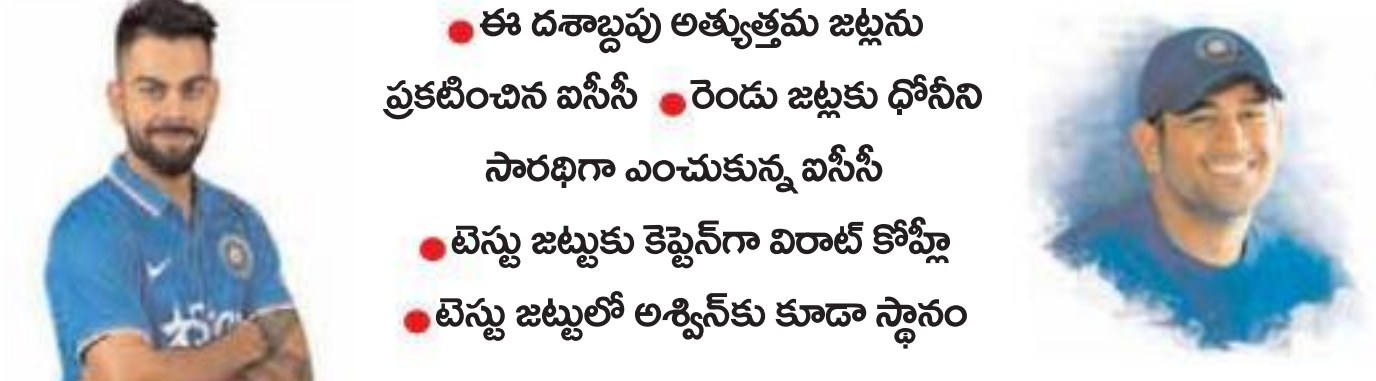 ●ఈ దశాబ్దపు అత్యుత్తమ జట్లను
ప్రకటించిన ఐసీసీ ●రెండు జట్లకు ధోనీని
సారథిగా ఎంచుకున్న ఐసీసీ
●టెస్టు జట్టుకు కెప్టెన్‌గా విరాట్ కోహ్లీ
●టెస్టు జట్టులో అశ్విన్‌కు కూడా స్థానం